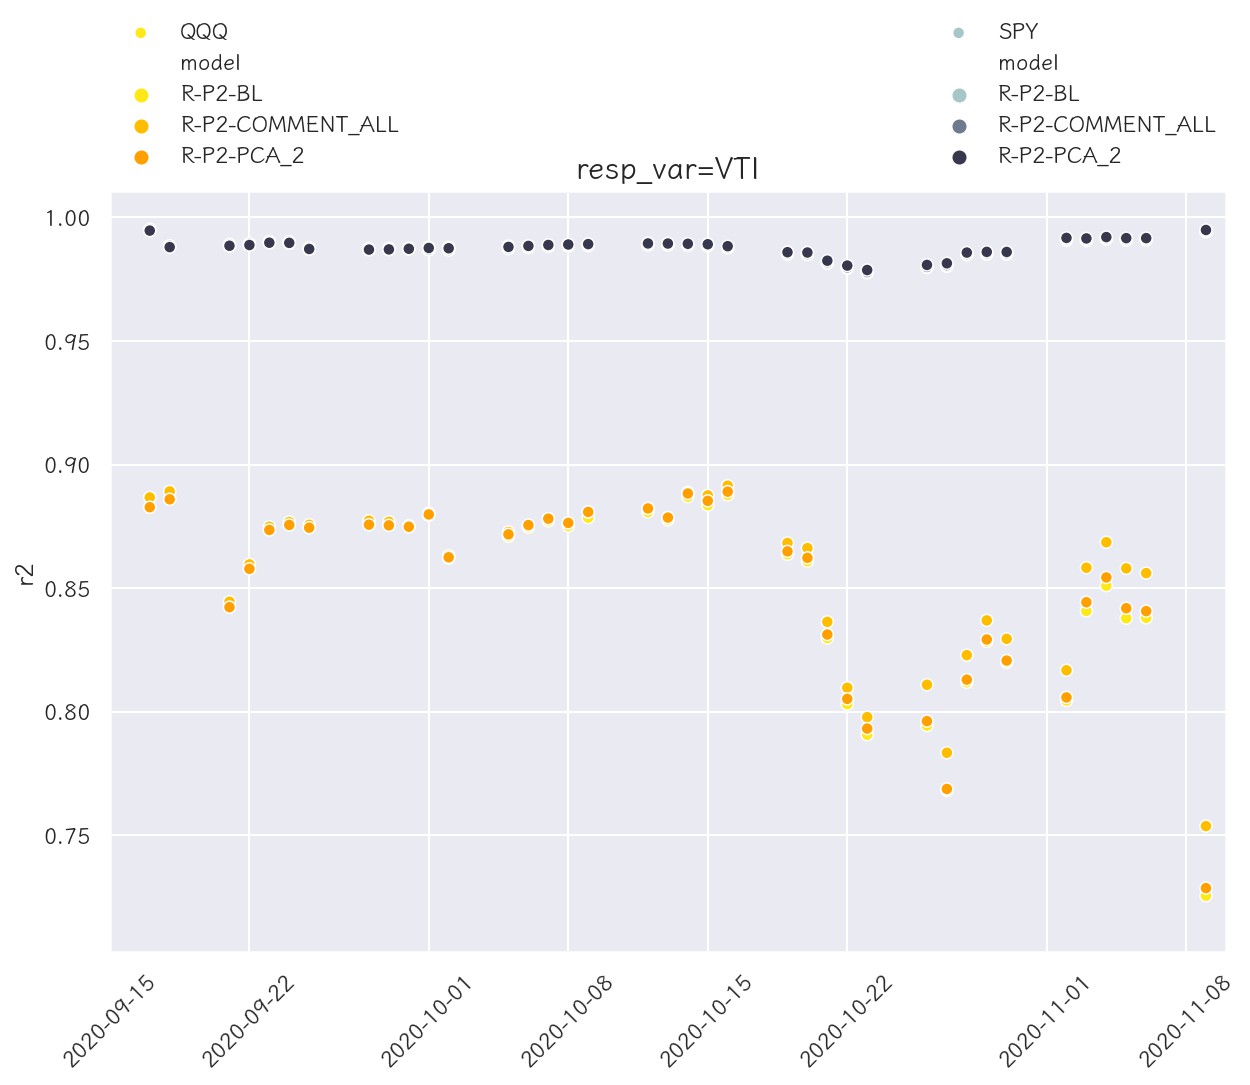 QQQ
model
R-P2-BL
R-P2-COMMENT_ALL
R-P2-PCA_2
SPY
model
R-P2-BL
R-P2-COMMENT_ALL
R-P2-PCA_2
resp_var=VTI
1.00
0.95
0.90
0.85
0.80
0.75
r2
2020-09-15
2020-09-22
2020-10-01
2020-10-08
2020-10-15
2020-10-22
2020-11-01
2020-11-08